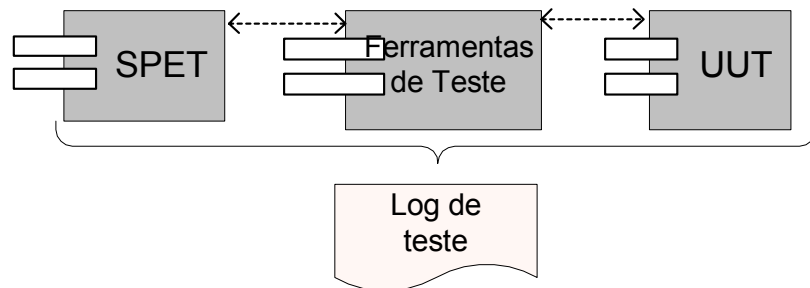 SPET
Ferramentas
de Teste
UUT
Log de
teste